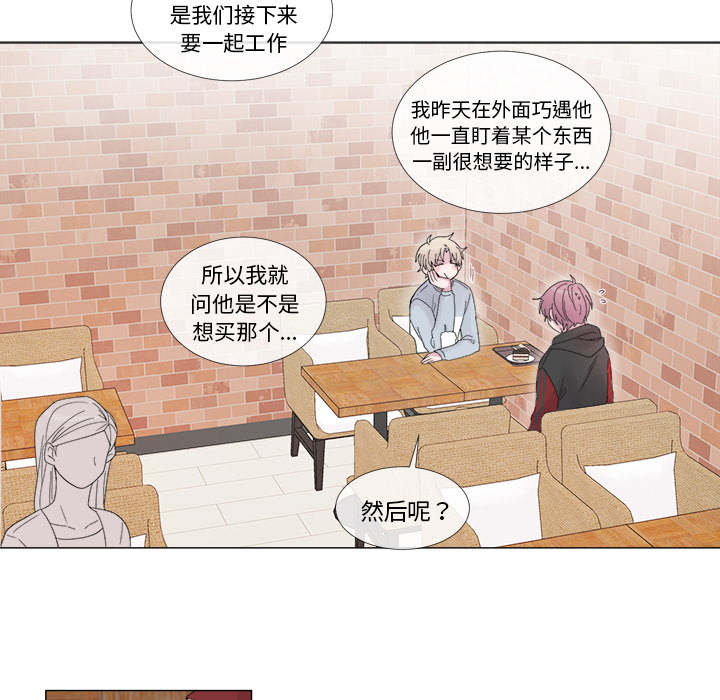 是我们接下来
要一起工作
我昨天在外面巧遇他
他一直盯着某个东西
一副很想要的样子...
所以我就
问他是不是
想买那个...
然后呢？